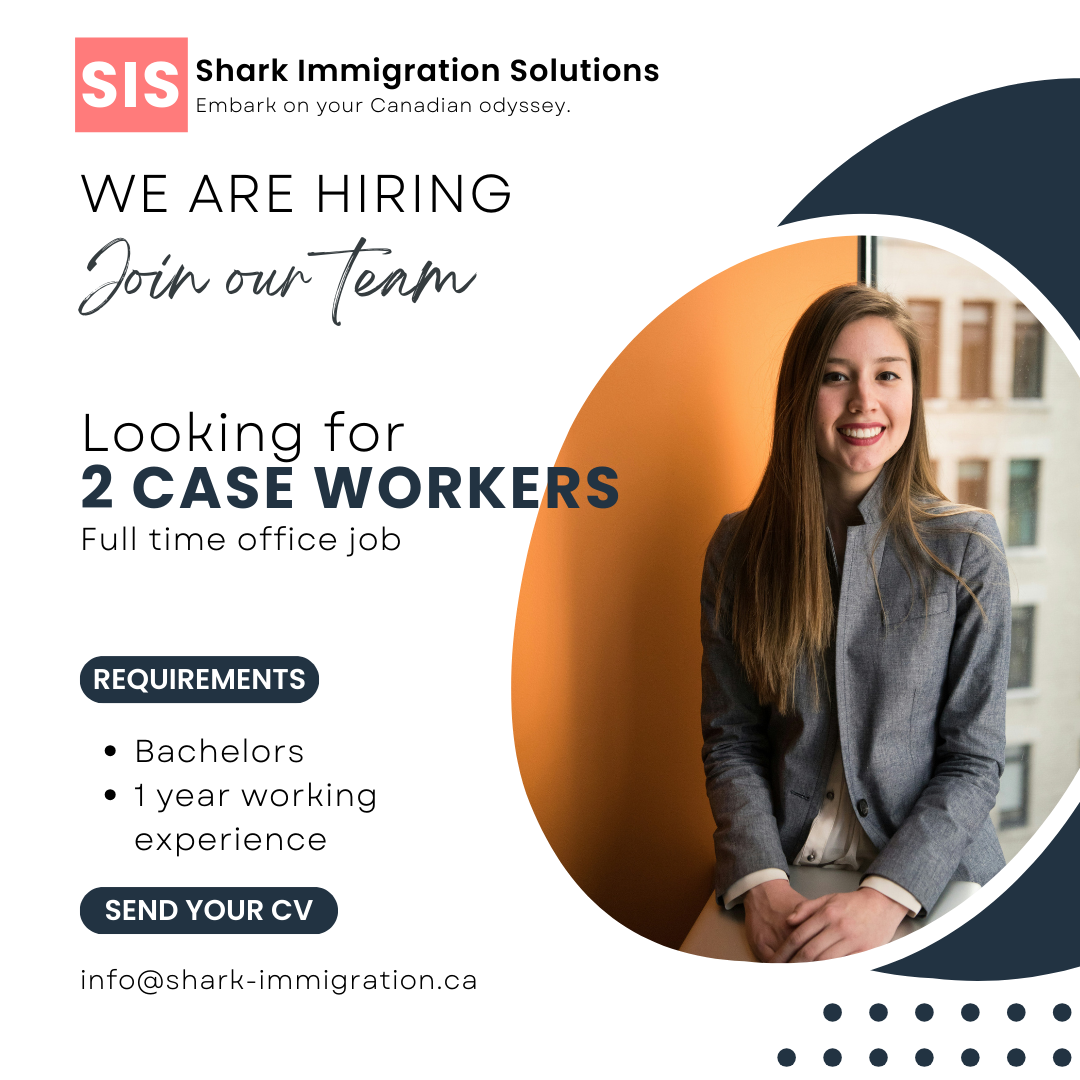 SIS
Shark Immigration Solutions
Embark on your Canadian odyssey.
WE ARE HIRING
Join our Team
Looking for
2 CASE WORKERS
Full time office job
REQUIREMENTS
• Bachelors
• 1 year working
experience
SEND YOUR CV
info@shark-immigration.ca